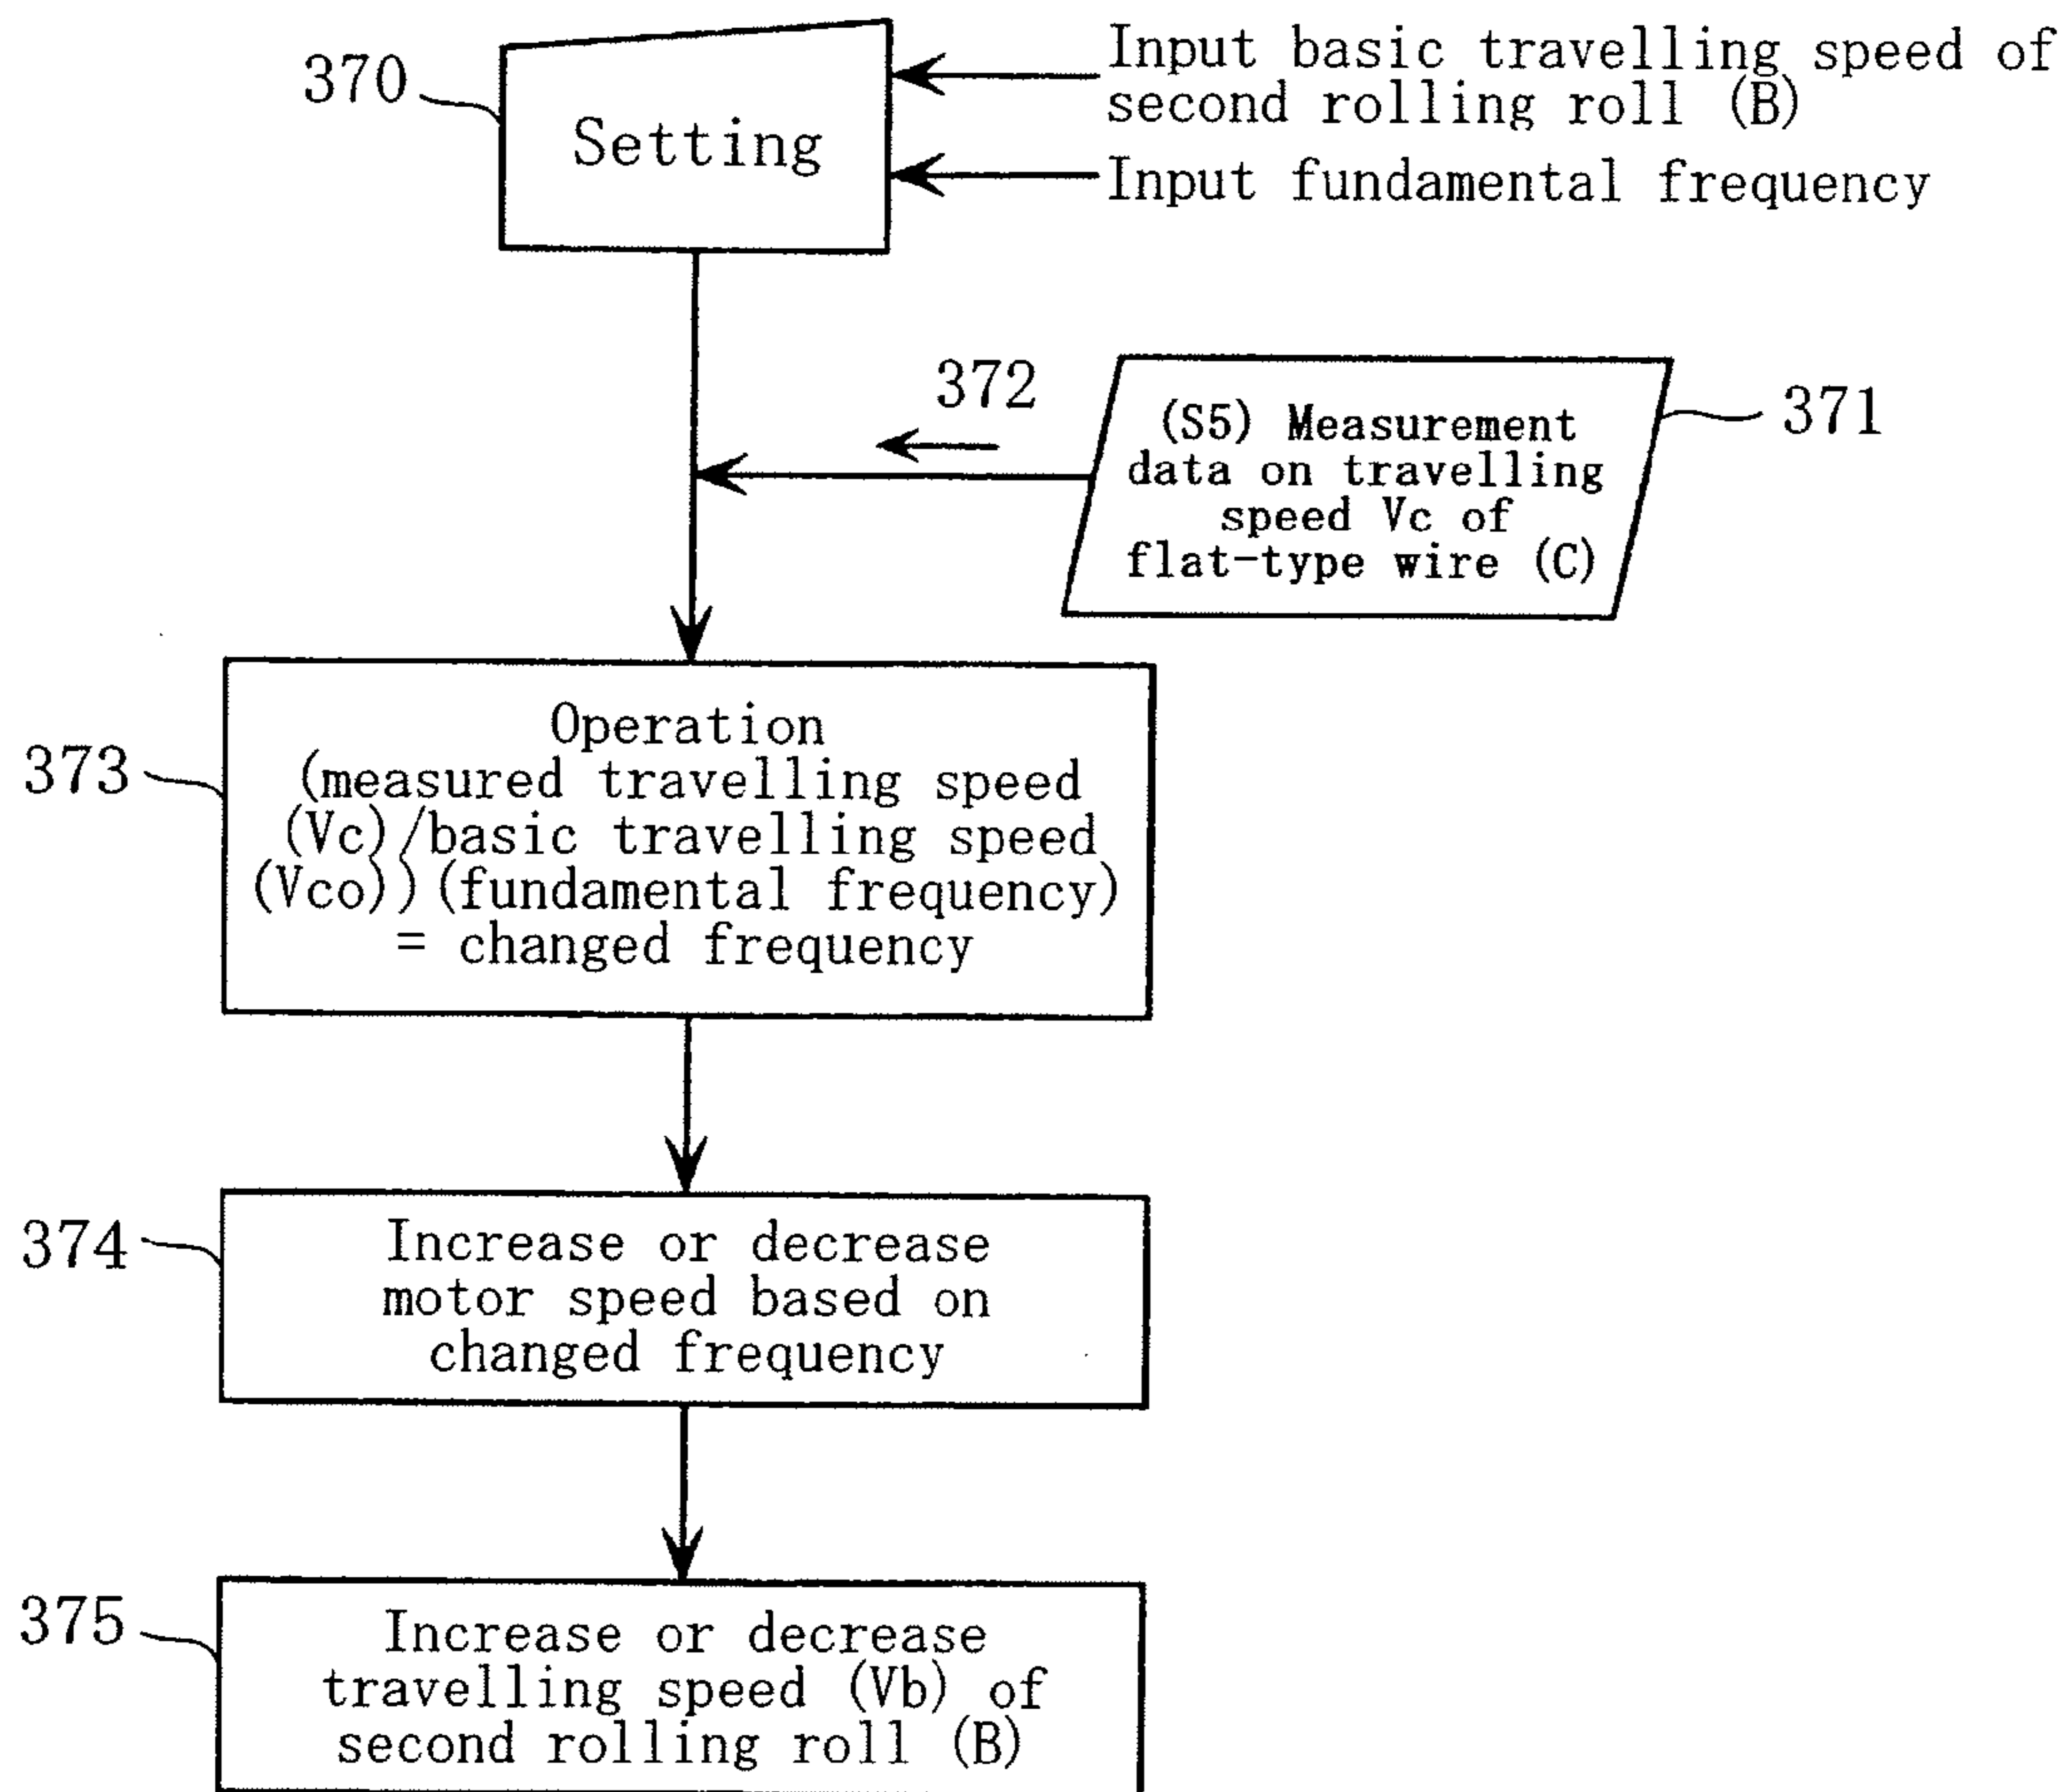 370
Setting
Input basic travelling speed of
second rolling roll (B)
Input fundamental frequency
372
371
(S5) Measurement
data on travelling
speed Vc of
flat-type wire (C)
373
Operation
(measured travelling speed
(Vc)/basic travelling speed
(Vco))(fundamental frequency)
= changed frequency
374
Increase or decrease
motor speed based on
changed frequency
375
Increase or decrease
travelling speed (Vb) of
second rolling roll (B)